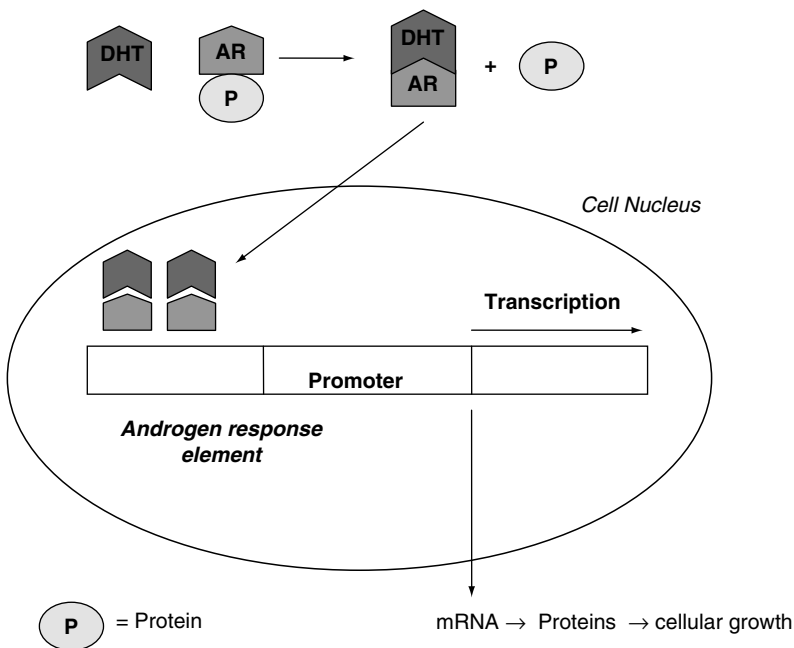 DHT
AR
P
DHT
AR
+
P
Cell Nucleus
Transcription
Promoter
Androgen response
element
P = Protein
mRNA → Proteins → cellular growth